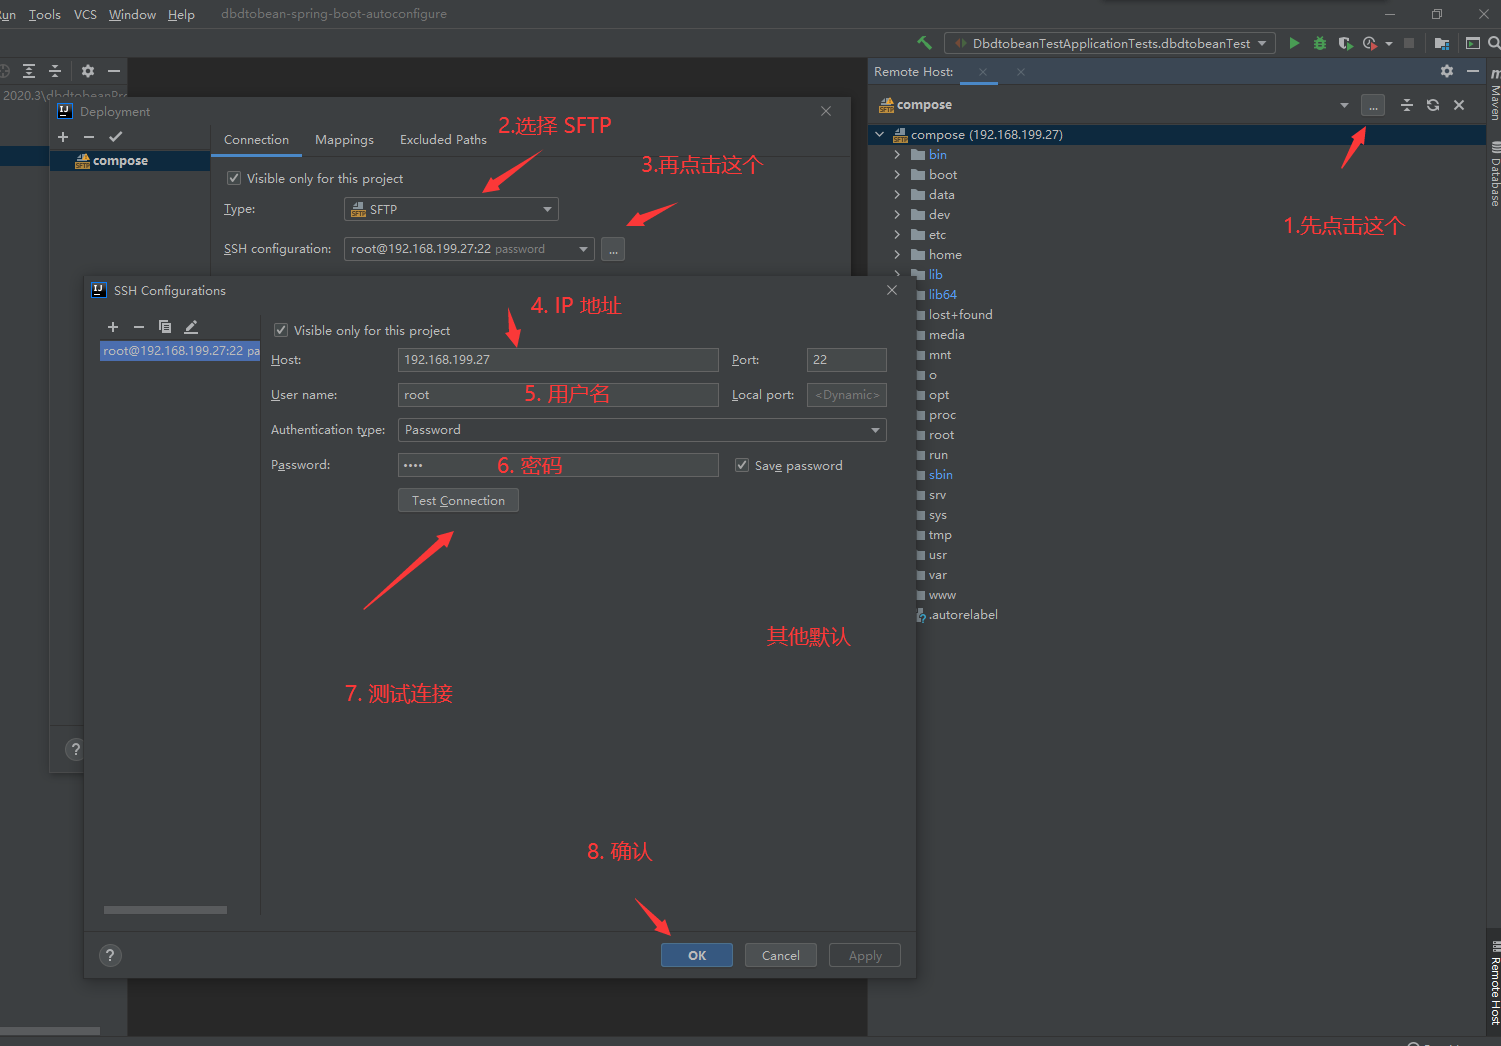 Run Tools VCS Window Help dbdtobean-spring-boot-autoconfigure
DbdtobeanTestApplicationTests.dbdtobeanTest
Remote Host:
2020.3\dbdtobeanPr
Deployment
compose
Connection Mappings Excluded Paths
2.选择 SFTP
3.再点击这个
Visible only for this project
Type: SFTP
SSH configuration: root@192.168.199.27:22 password ...
compose
...
compose (192.168.199.27)
1.先点击这个
bin
boot
data
dev
etc
home
lib
lib64
lost+found
media
mnt
o
opt
proc
root
run
sbin
srv
sys
tmp
usr
var
www
.autorelabel
Maven
Database
Remote Host
SSH Configurations
4. IP 地址
root@192.168.199.27:22 pa
Visible only for this project
Host: 192.168.199.27 Port: 22
User name: root 5. 用户名 Local port: <Dynamic>
Authentication type: Password
Password: •••• 6. 密码 Save password
Test Connection
其他默认
7. 测试连接
8. 确认
?
? OK Cancel Apply